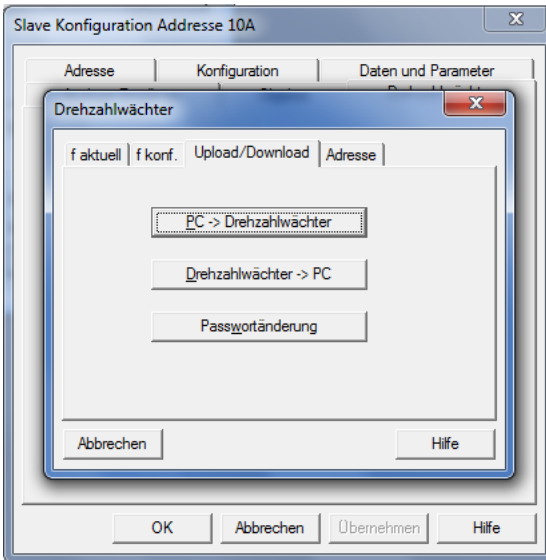 Slave Konfiguration Addresse 10A
Adresse Konfiguration Daten und Parameter
Drehzahlwächter
f aktuell f konf. Upload/Download Adresse
PC -> Drehzahlwächter
Drehzahlwächter -> PC
Passwortänderung
Abbrechen Hilfe
OK Abbrechen Übernehmen Hilfe